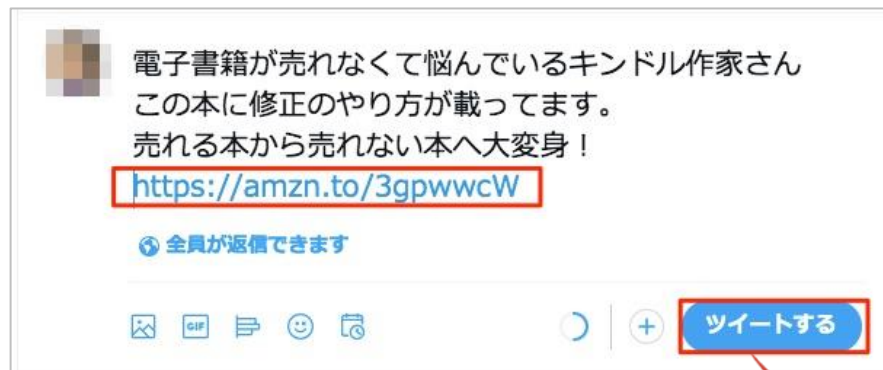 電子書籍が売れなくて悩んでいるキンドル作家さん
この本に修正のやり方が載ってます。
売れる本から売れない本へ大変身！
https://amzn.to/3gpwwcW
全員が返信できます
GIF
ツイートする